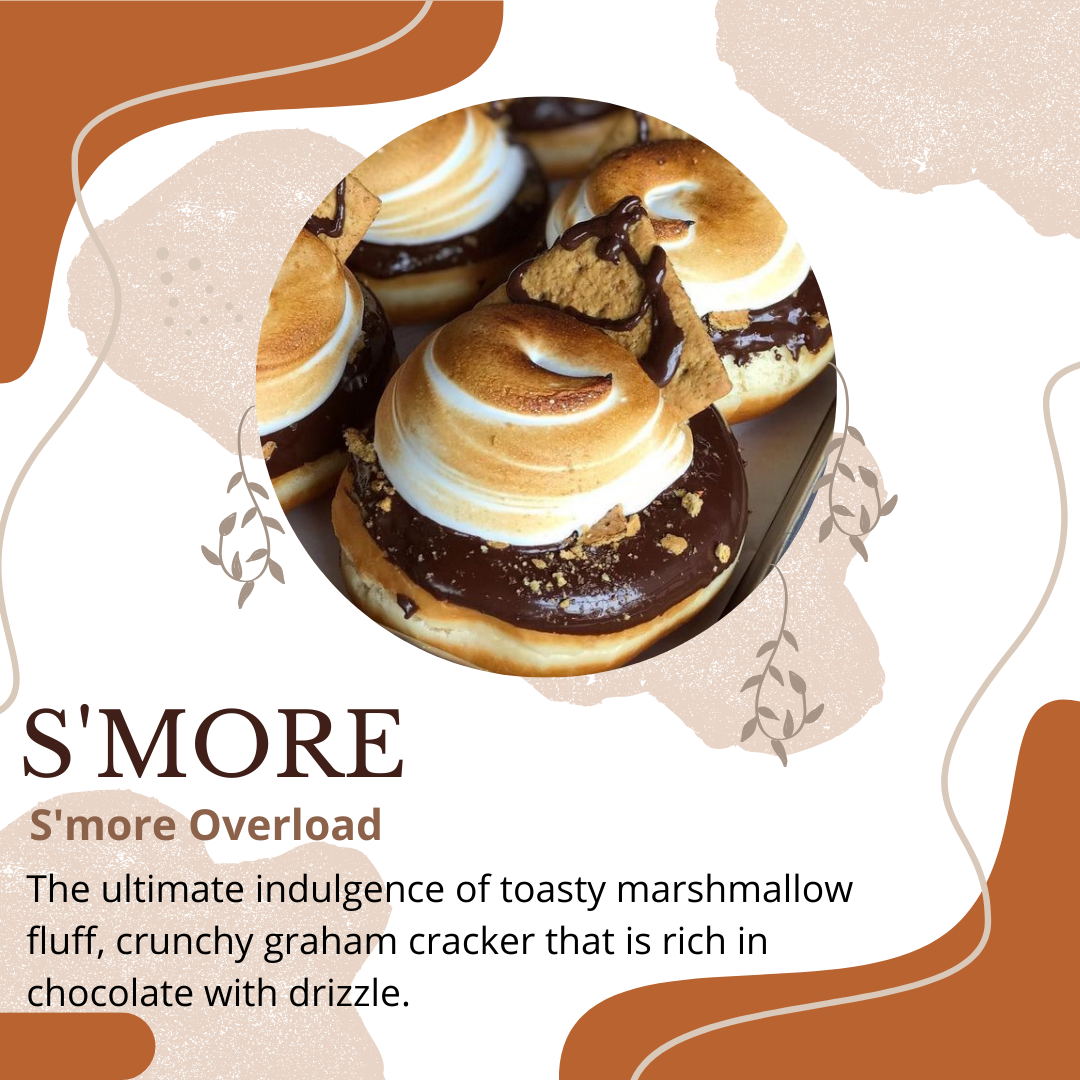 S'MORE
S'more Overload
The ultimate indulgence of toasty marshmallow
fluff, crunchy graham cracker that is rich in
chocolate with drizzle.